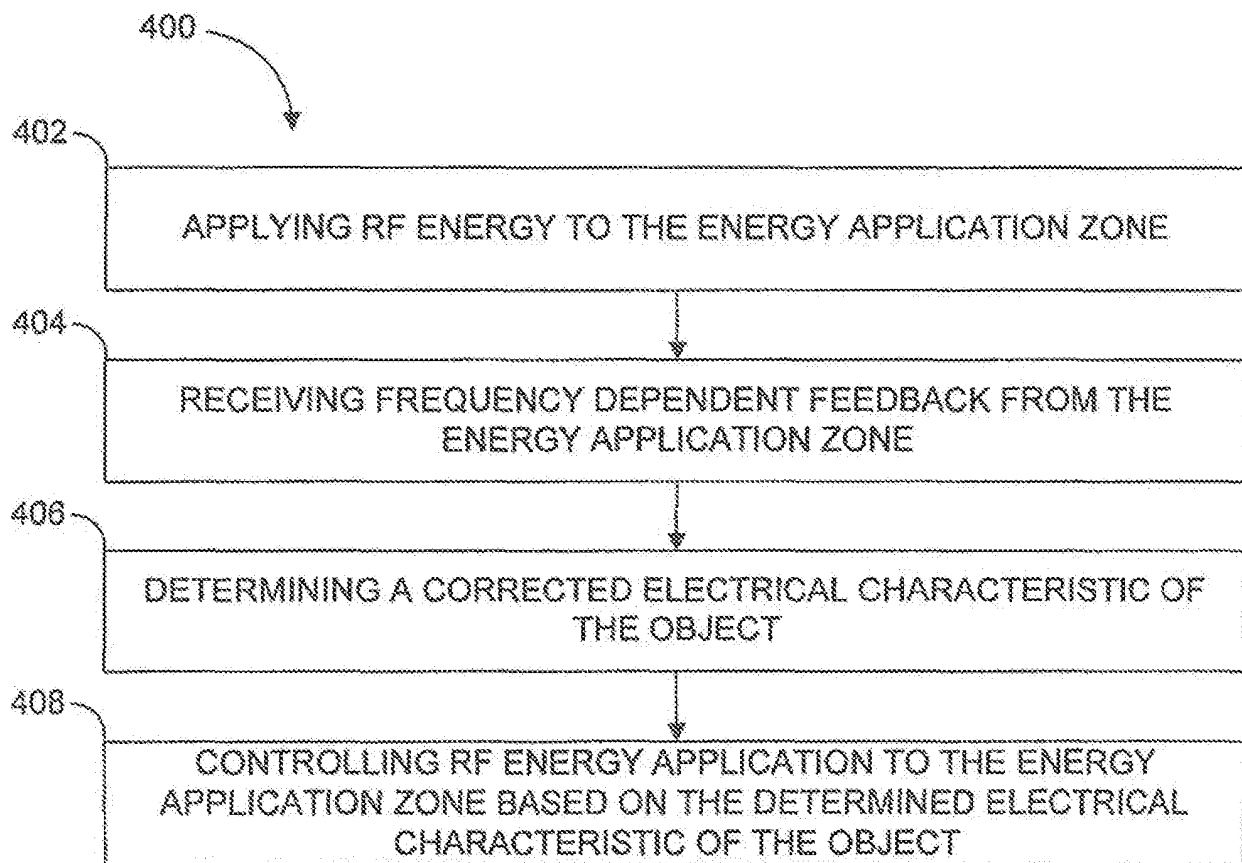 400
402
APPLYING RF ENERGY TO THE ENERGY APPLICATION ZONE
404
RECEIVING FREQUENCY DEPENDENT FEEDBACK FROM THE
ENERGY APPLICATION ZONE
406
DETERMINING A CORRECTED ELECTRICAL CHARACTERISTIC OF
THE OBJECT
408
CONTROLLING RF ENERGY APPLICATION TO THE ENERGY
APPLICATION ZONE BASED ON THE DETERMINED ELECTRICAL
CHARACTERISTIC OF THE OBJECT